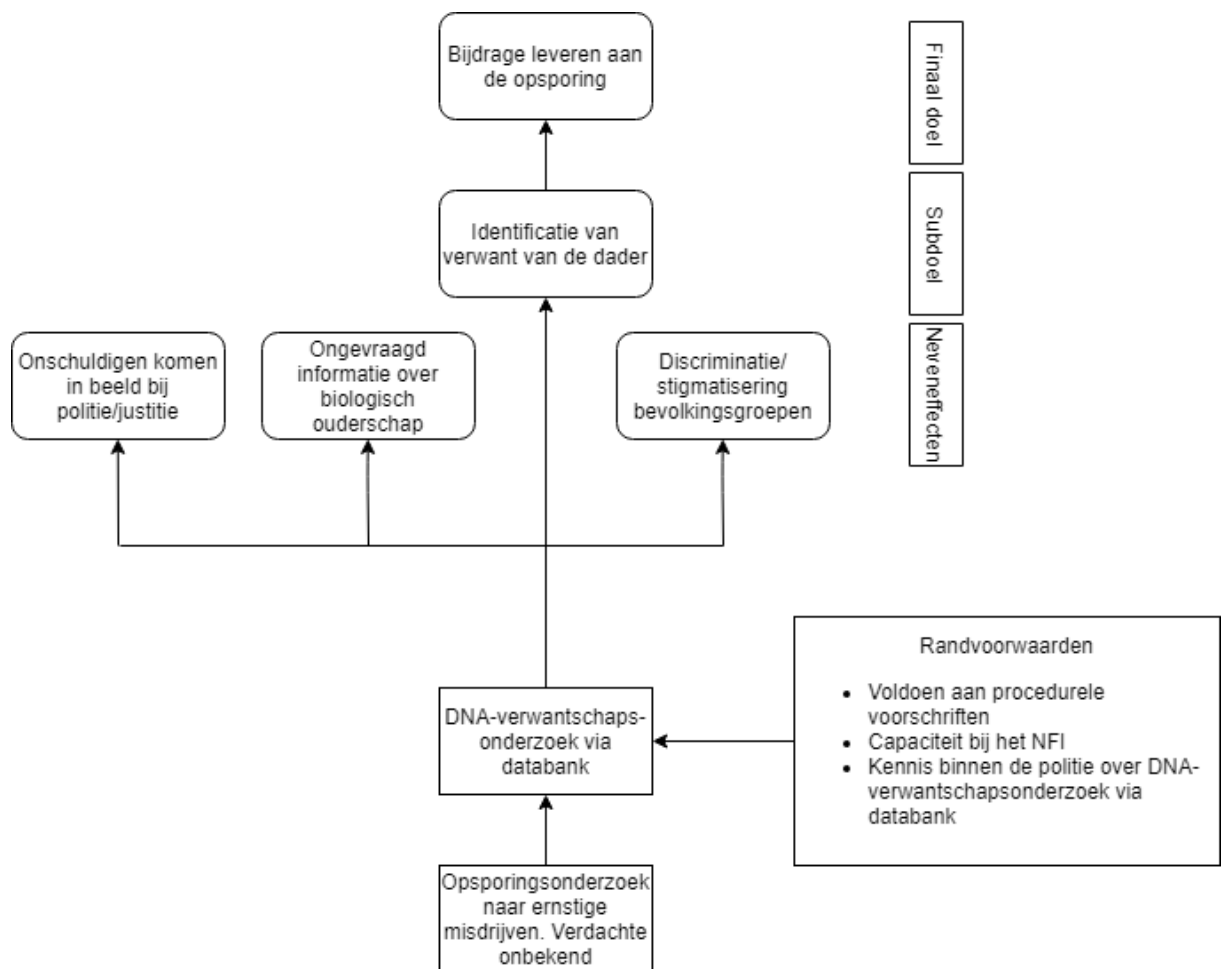 Bijdrage leveren aan
de opsporing
Finaal doel
Identificatie van
verwant van de dader
Subdoel
Onschuldigen komen
in beeld bij
politie/justitie
Ongevraagd
informatie over
biologisch
ouderschap
Discriminatie/
stigmatisering
bevolkingsgroepen
Neveneffecten
Randvoorwaarden
• Voldoen aan procedurele
voorschriften
• Capaciteit bij het NFI
• Kennis binnen de politie over DNA-
verwantschapsonderzoek via
databank
DNA-verwantschaps-
onderzoek via
databank
Opsporingsonderzoek
naar ernstige
misdrijven. Verdachte
onbekend